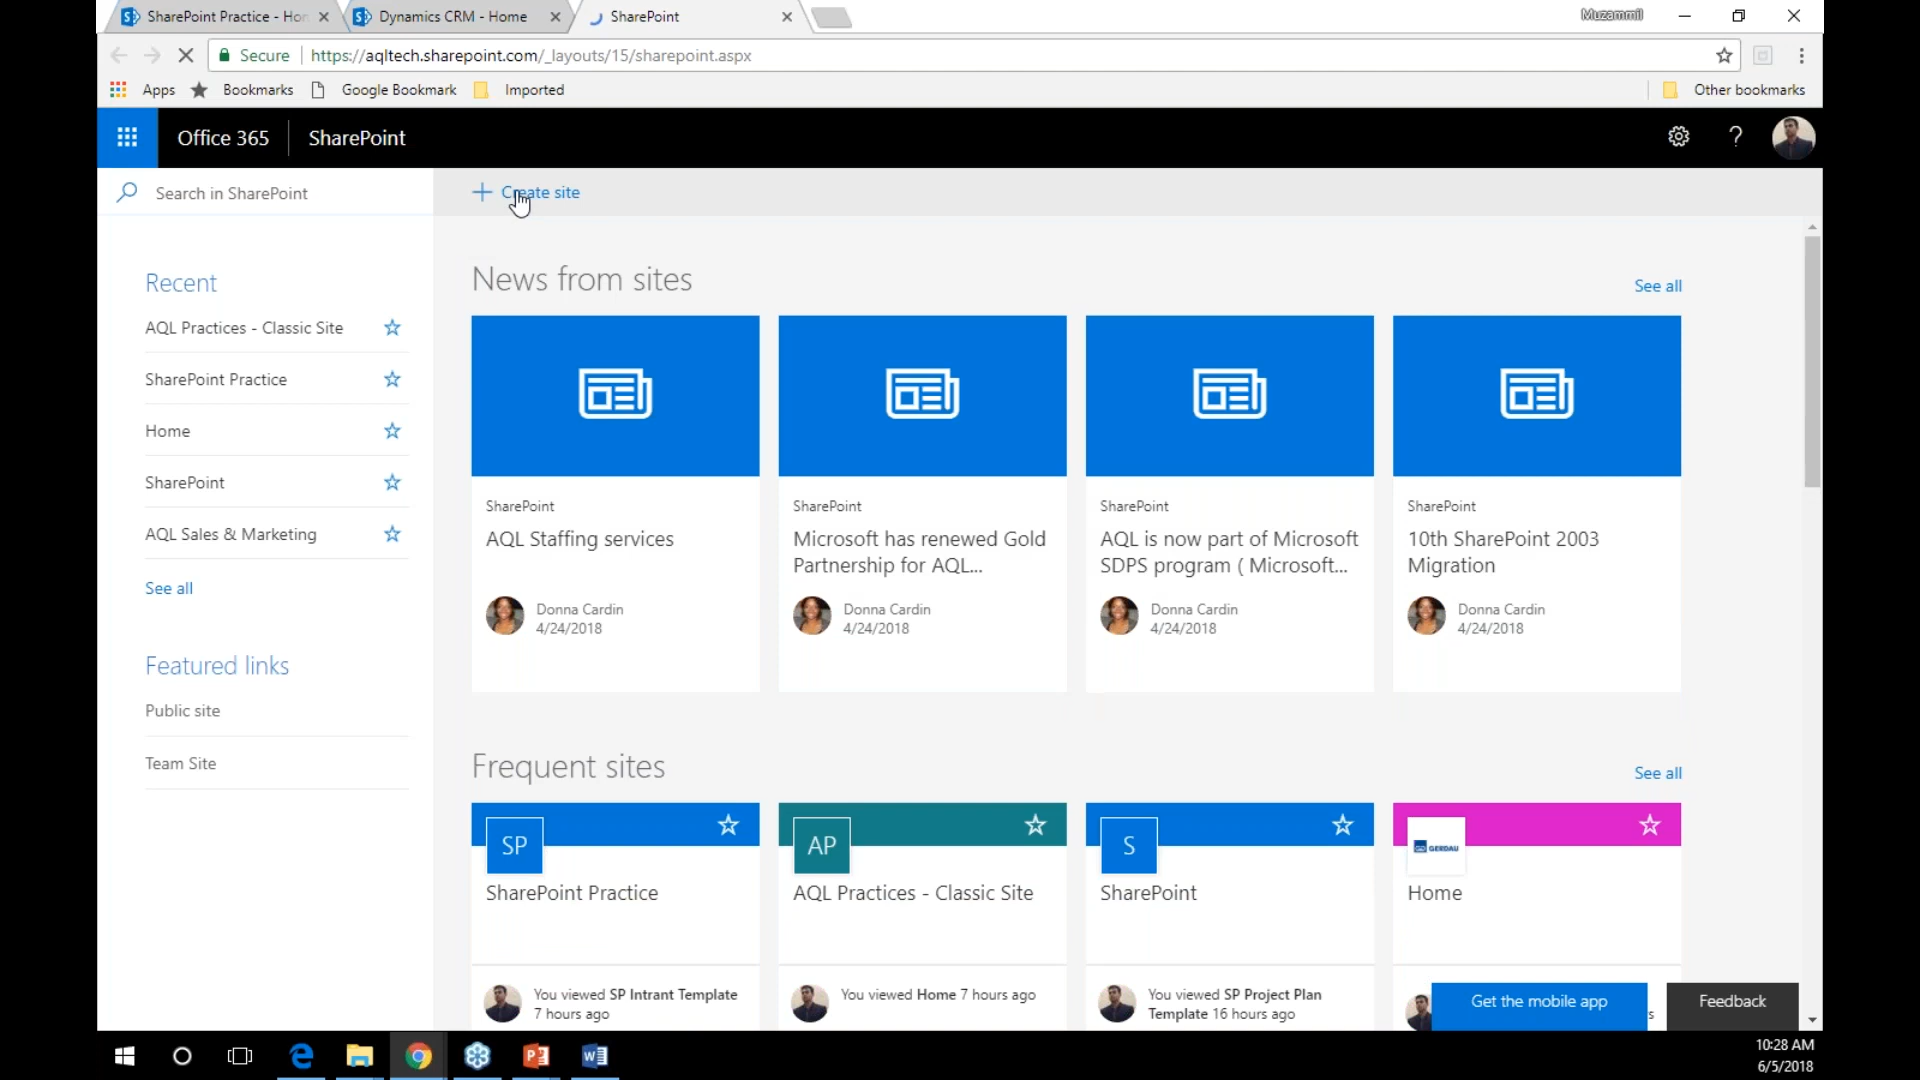 SharePoint Practice - Hon
Dynamics CRM - Home
SharePoint
Muzammil
Secure
https://aqltech.sharepoint.com/_layouts/15/sharepoint.aspx
Apps
Bookmarks
Google Bookmark
Imported
Other bookmarks
Office 365
SharePoint
?
Search in SharePoint
Create site
Recent
AQL Practices - Classic Site
SharePoint Practice
Home
SharePoint
AQL Sales & Marketing
See all
Featured links
Public site
Team Site
News from sites
See all
SharePoint
AQL Staffing services
Donna Cardin
4/24/2018
SharePoint
Microsoft has renewed Gold
Partnership for AQL...
Donna Cardin
4/24/2018
SharePoint
AQL is now part of Microsoft
SDPS program ( Microsoft...
Donna Cardin
4/24/2018
SharePoint
10th SharePoint 2003
Migration
Donna Cardin
4/24/2018
Frequent sites
See all
SP
SharePoint Practice
You viewed SP Intrant Template
7 hours ago
AP
AQL Practices - Classic Site
You viewed Home 7 hours ago
S
SharePoint
You viewed SP Project Plan
Template 16 hours ago
GERDAU
Home
s
Get the mobile app
Feedback
10:28 AM
6/5/2018